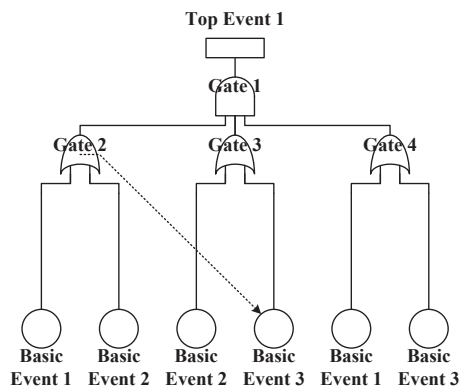 Top Event 1
Gate 1
Gate 2
Gate 3
Gate 4
Basic
Event 1
Basic
Event 2
Basic
Event 2
Basic
Event 3
Basic
Event 1
Basic
Event 3